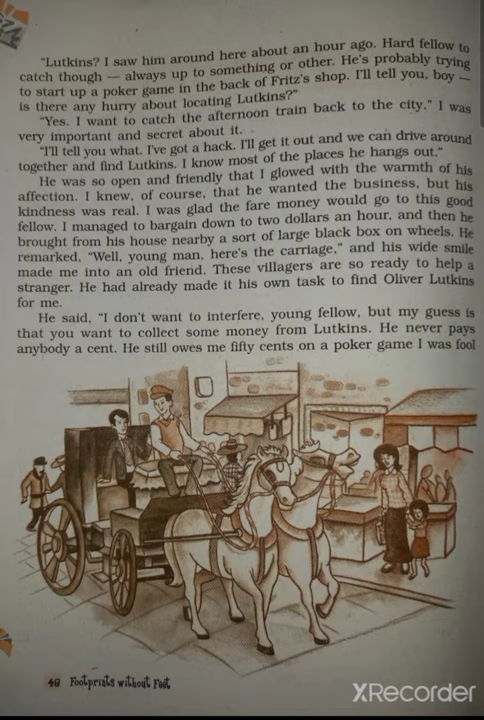 "Lutkins? I saw him around here about an hour ago. Hard fellow to
catch though — always up to something or other. He's probably trying
to start up a poker game in the back of Fritz's shop. I'll tell you, boy —
is there any hurry about locating Lutkins?"
"Yes. I want to catch the afternoon train back to the city." I was
very important and secret about it.
"I'll tell you what. I've got a hack. I'll get it out and we can drive around
together and find Lutkins. I know most of the places he hangs out."
He was so open and friendly that I glowed with the warmth of his
affection. I knew, of course, that he wanted the business, but his
kindness was real. I was glad the fare money would go to this good
fellow. I managed to bargain down to two dollars an hour, and then he
brought from his house nearby a sort of large black box on wheels. He
remarked, "Well, young man, here's the carriage," and his wide smile
made me into an old friend. These villagers are so ready to help a
stranger. He had already made it his own task to find Oliver Lutkins
for me.
He said, "I don't want to interfere, young fellow, but my guess is
that you want to collect some money from Lutkins. He never pays
anybody a cent. He still owes me fifty cents on a poker game I was fool
48 Footprints without Feet
XRecorder